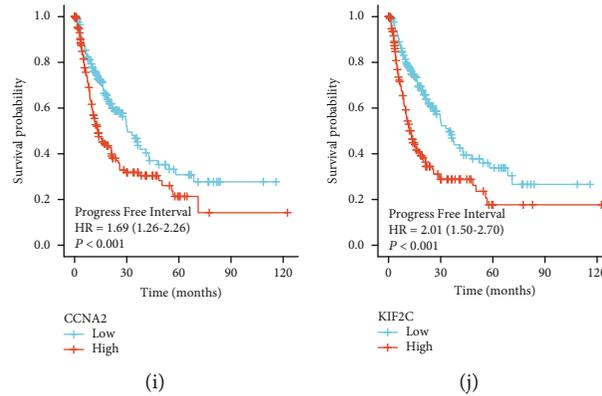 1.0
0.8
0.6
0.4
0.2
0.0
Survival probability
Progress Free Interval
HR = 1.69 (1.26-2.26)
P < 0.001
0 30 60 90 120
Time (months)
CCNA2
Low
High
(i)
1.0
0.8
0.6
0.4
0.2
0.0
Survival probability
Progress Free Interval
HR = 2.01 (1.50-2.70)
P < 0.001
0 30 60 90 120
Time (months)
KIF2C
Low
High
(j)